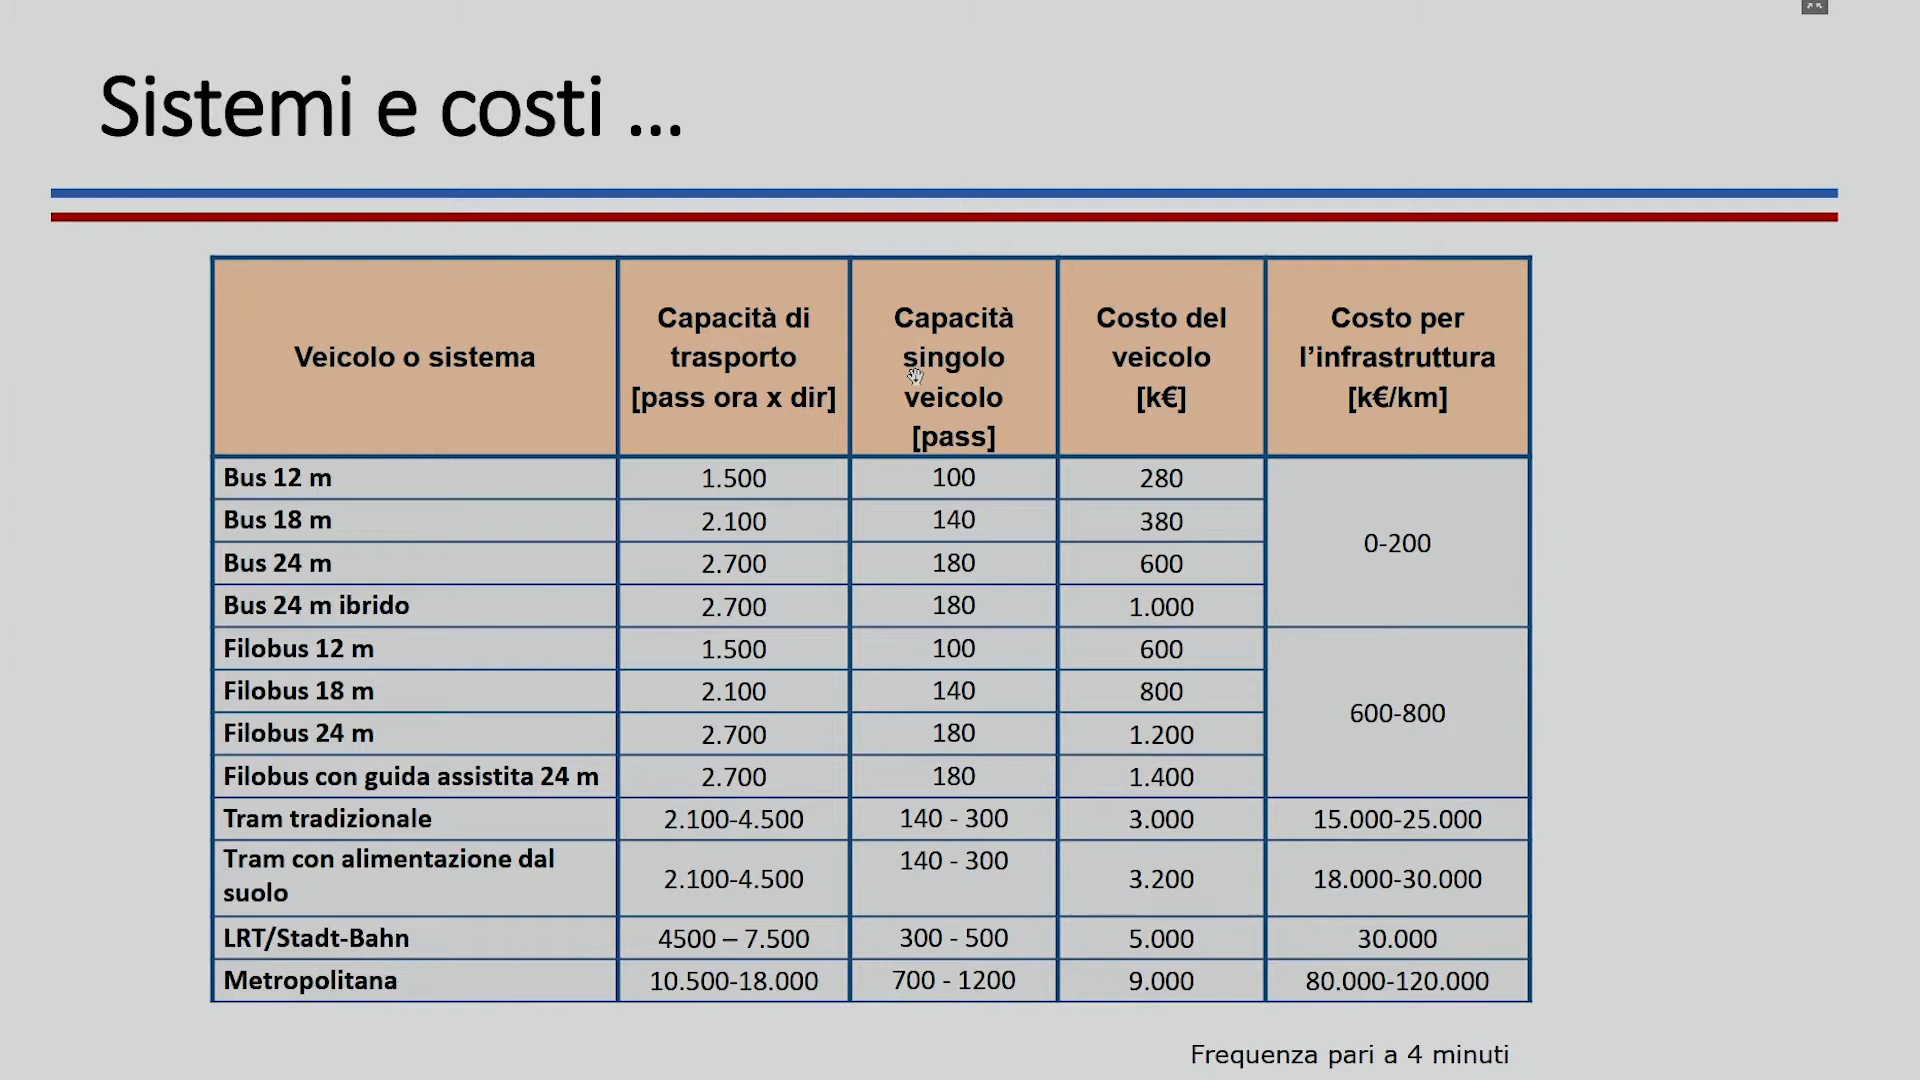 Sistemi e costi ...
Veicolo o sistema
Capacità di
trasporto
[pass ora x dir]
Capacità
singolo
veicolo
[pass]
Costo del
veicolo
[k€]
Costo per
l’infrastruttura
[k€/km]
Bus 12 m 1.500 100 280
Bus 18 m 2.100 140 380
0-200
Bus 24 m 2.700 180 600
Bus 24 m ibrido 2.700 180 1.000
Filobus 12 m 1.500 100 600
Filobus 18 m 2.100 140 800
600-800
Filobus 24 m 2.700 180 1.200
Filobus con guida assistita 24 m 2.700 180 1.400
Tram tradizionale 2.100-4.500 140 - 300 3.000 15.000-25.000
Tram con alimentazione dal
suolo
2.100-4.500 140 - 300 3.200 18.000-30.000
LRT/Stadt-Bahn 4500 – 7.500 300 - 500 5.000 30.000
Metropolitana 10.500-18.000 700 - 1200 9.000 80.000-120.000
Frequenza pari a 4 minuti